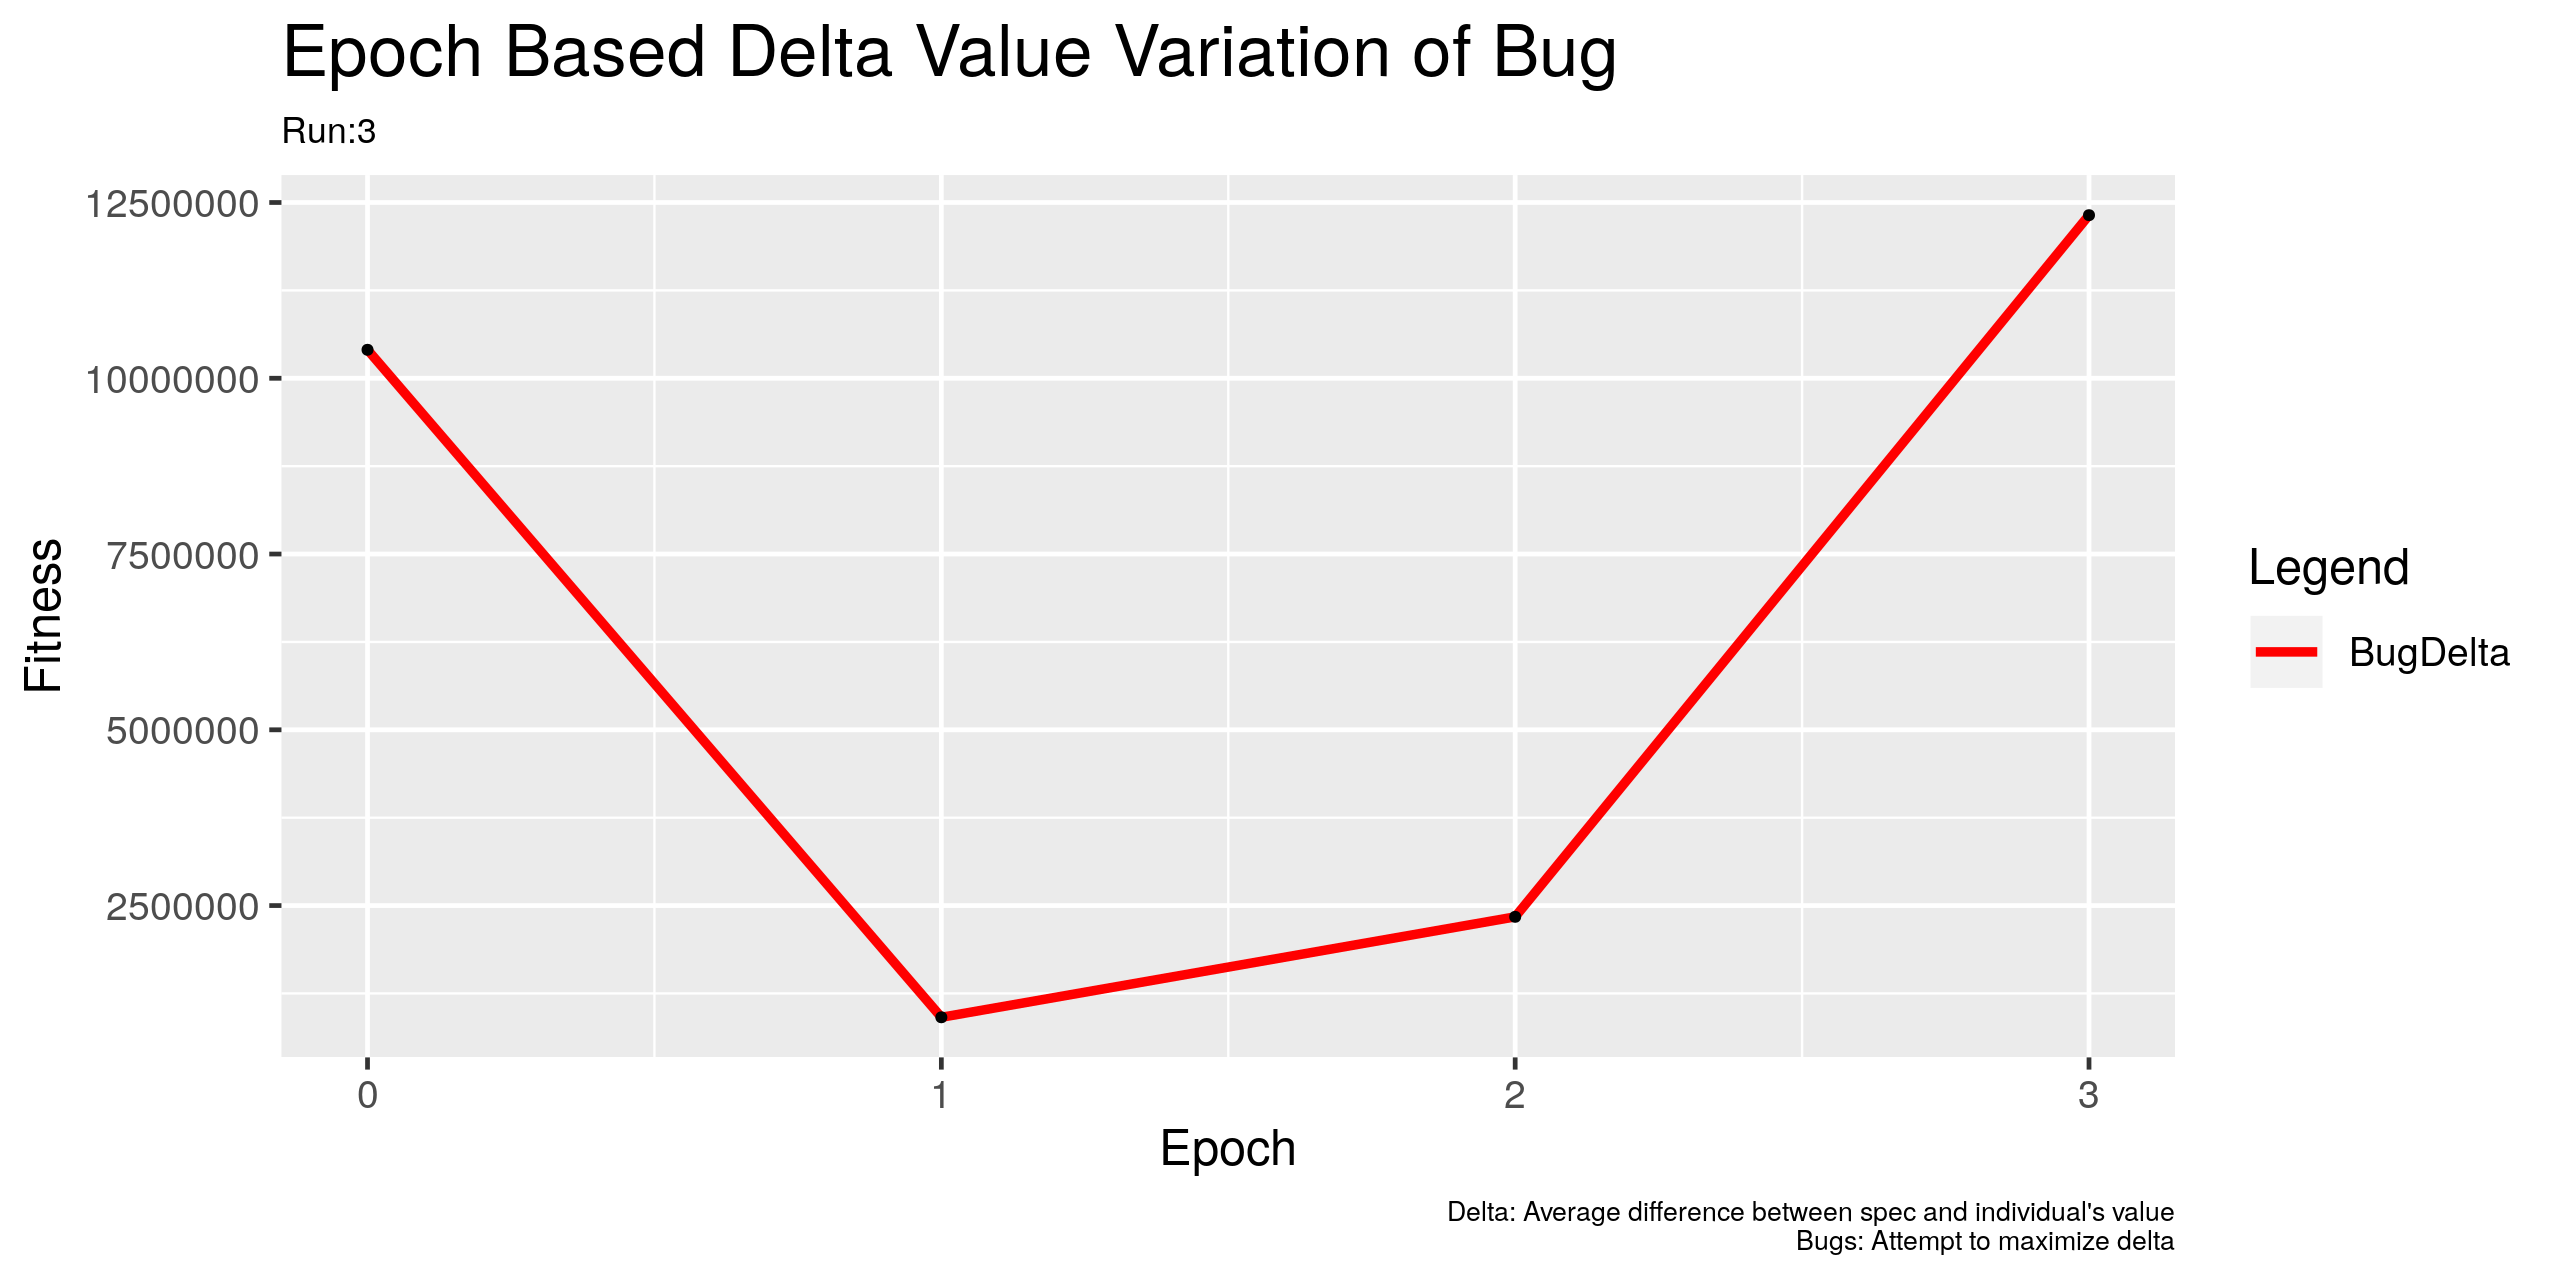 Epoch Based Delta Value Variation of Bug
Run:3
12500000
10000000
7500000
5000000
2500000
Fitness
0 1 2 3
Epoch
Legend
BugDelta
Delta: Average difference between spec and individual's value
Bugs: Attempt to maximize delta